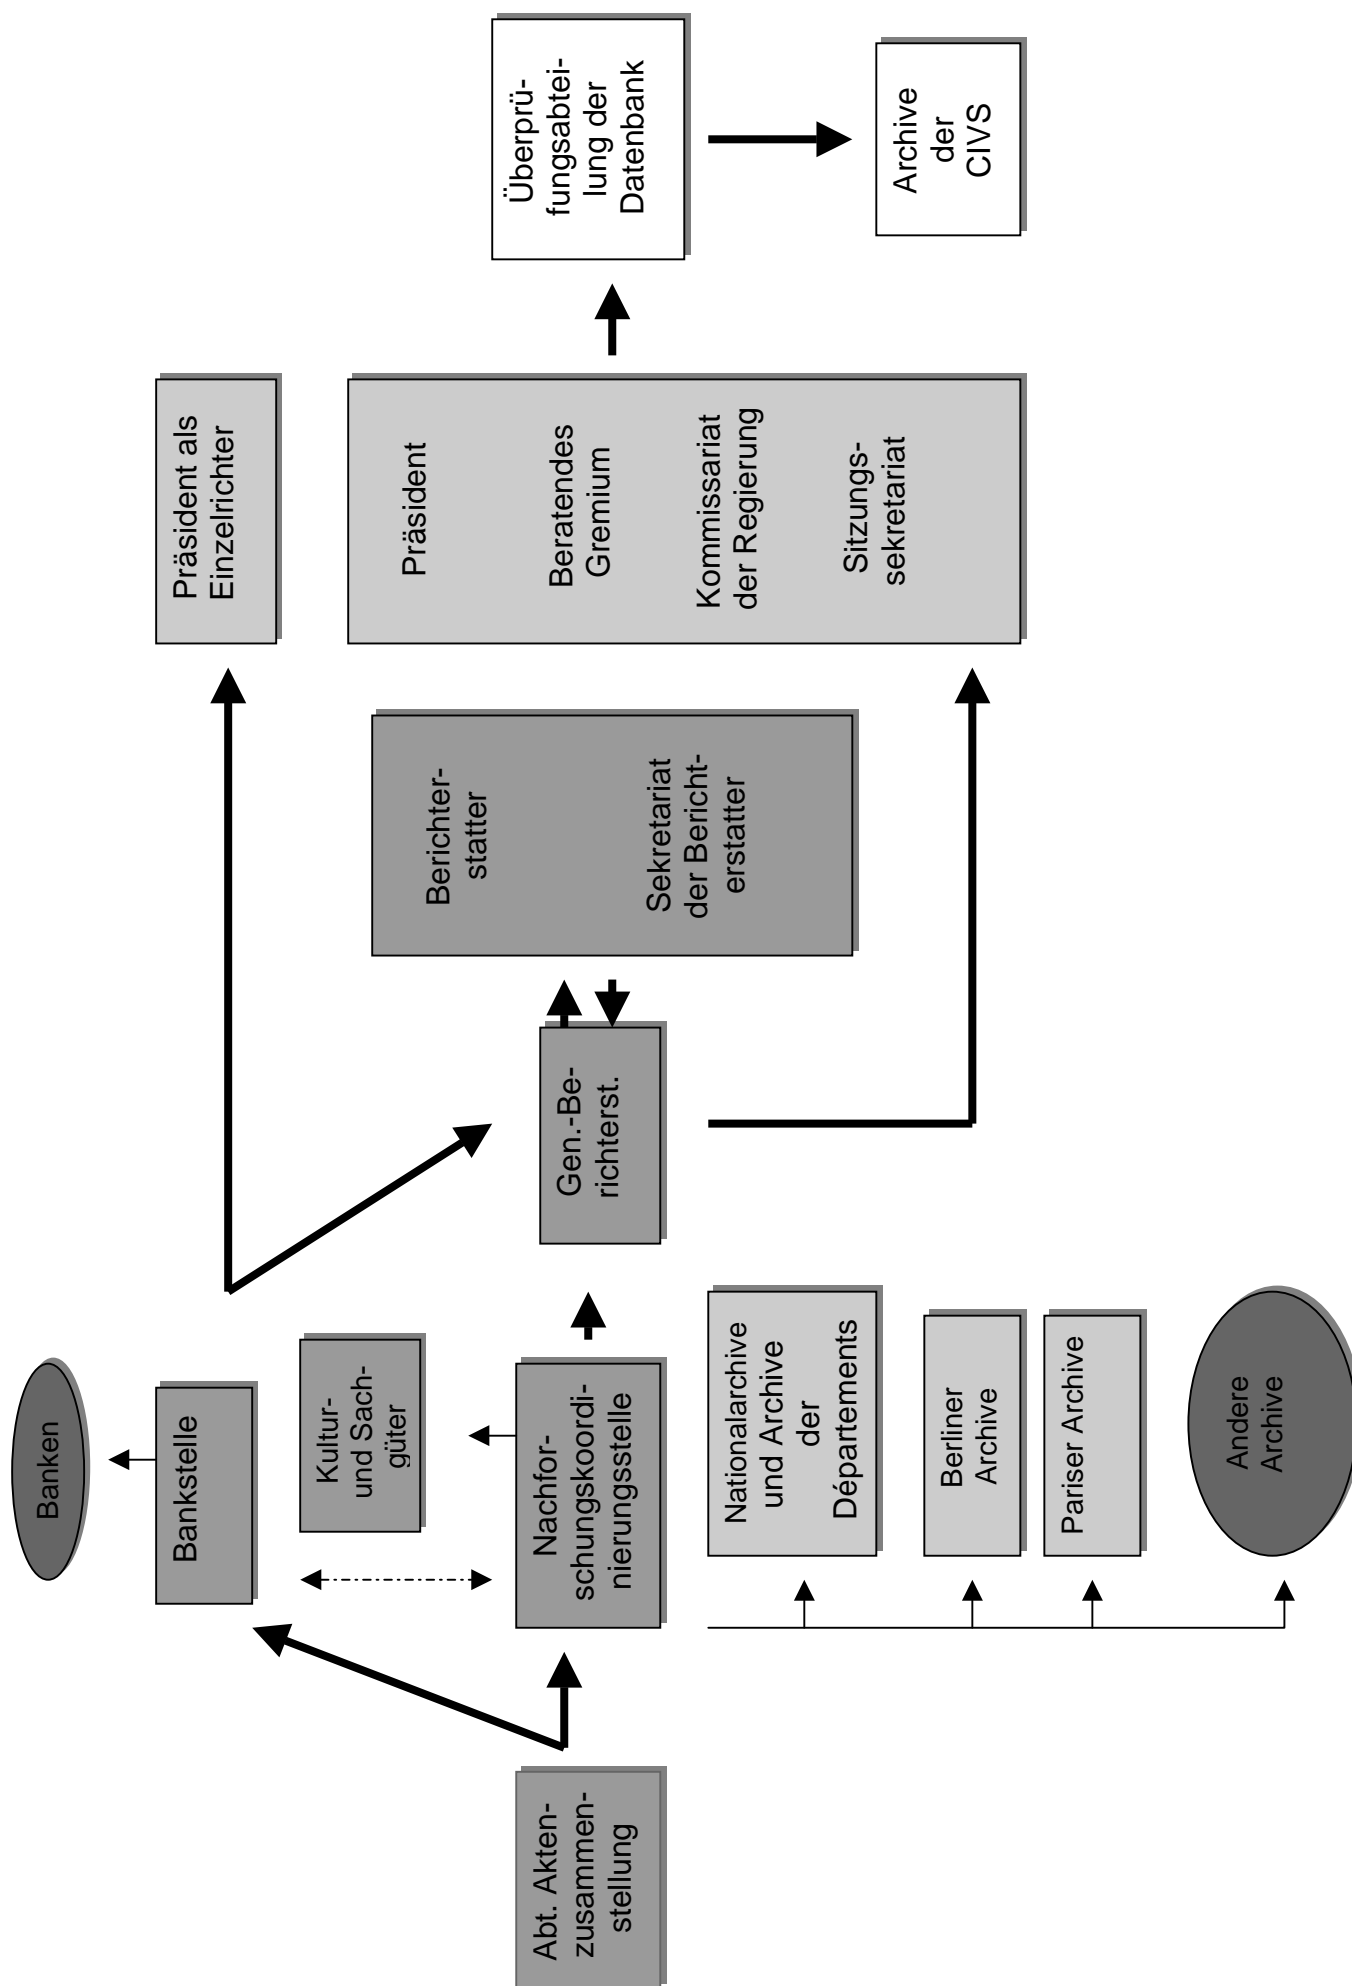 Abt. Akten-
zusammen-
stellung
Banken
Bankstelle
Kultur-
und Sach-
güter
Nachfor-
schungskoordi-
nierungsstelle
Nationalarchive
und Archive
der
Départements
Berliner
Archive
Pariser Archive
Andere
Archive
Gen.-Be-
richterst.
Berichter-
statter
Sekretariat
der Bericht-
erstatter
Präsident als
Einzelrichter
Präsident
Beratendes
Gremium
Kommissariat
der Regierung
Sitzungs-
sekretariat
Überprü-
fungsabtei-
lung der
Datenbank
Archive
der
CIVS